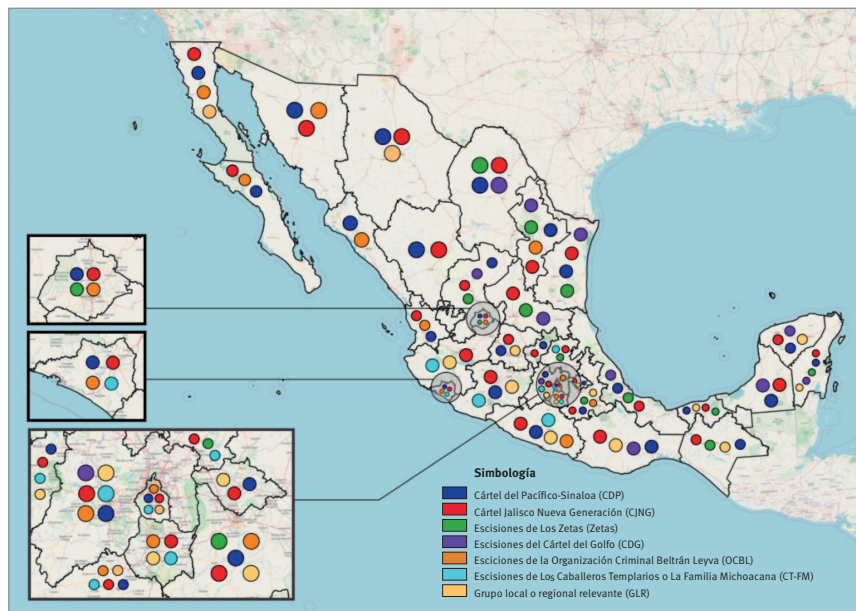 Simbología
Cártel del Pacífico-Sinaloa (CDP)
Cártel Jalisco Nueva Generación (CJNG)
Escisiones de Los Zetas (Zetas)
Escisiones del Cártel del Golfo (CDG)
Esciciones de la Organización Criminal Beltrán Leyva (OCBL)
Escisiones de Los Caballeros Templarios o La Familia Michoacana (CT-FM)
Grupo local o regional relevante (GLR)